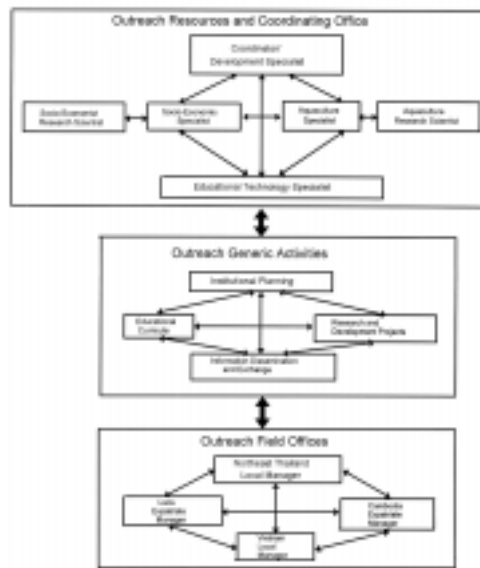 Outreach Resources and Coordinating Office
Coordinator/
Development Specialist
Socio-Economist
Research Scientist
Socio-Economic
Specialist
Aquaculture
Specialist
Aquaculture
Research Scientist
Educational Technology Specialist
Outreach Generic Activities
Institutional Planning
Educational
Curricula
Research and
Development Projects
Information Dissemination
and Exchange
Outreach Field Offices
Northeast Thailand
Local Manager
Laos
Expatriate
Manager
Cambodia
Expatriate
Manager
Vietnam
Local
Manager